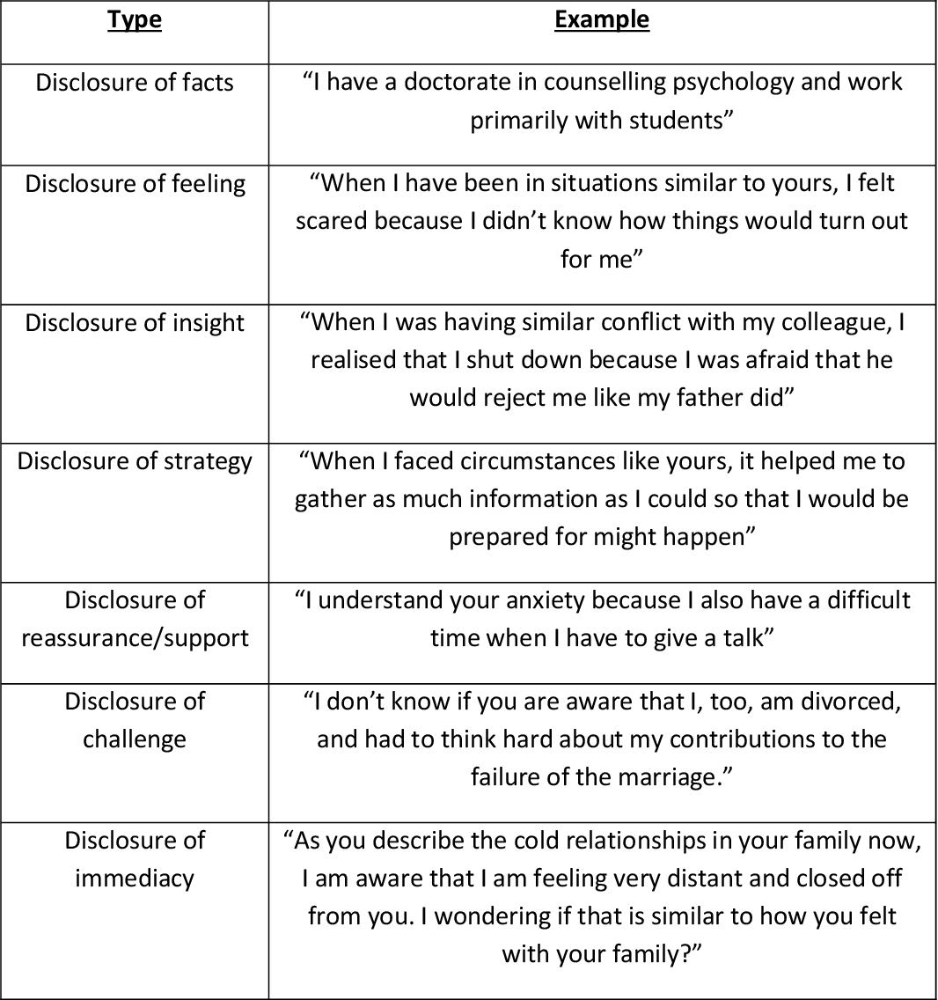 Type
Example
Disclosure of facts
“I have a doctorate in counselling psychology and work
primarily with students”
Disclosure of feeling
“When I have been in situations similar to yours, I felt
scared because I didn’t know how things would turn out
for me”
Disclosure of insight
“When I was having similar conflict with my colleague, I
realised that I shut down because I was afraid that he
would reject me like my father did”
Disclosure of strategy
“When I faced circumstances like yours, it helped me to
gather as much information as I could so that I would be
prepared for might happen”
Disclosure of
reassurance/support
“I understand your anxiety because I also have a difficult
time when I have to give a talk”
Disclosure of
challenge
“I don’t know if you are aware that I, too, am divorced,
and had to think hard about my contributions to the
failure of the marriage.”
Disclosure of
immediacy
“As you describe the cold relationships in your family now,
I am aware that I am feeling very distant and closed off
from you. I wondering if that is similar to how you felt
with your family?”